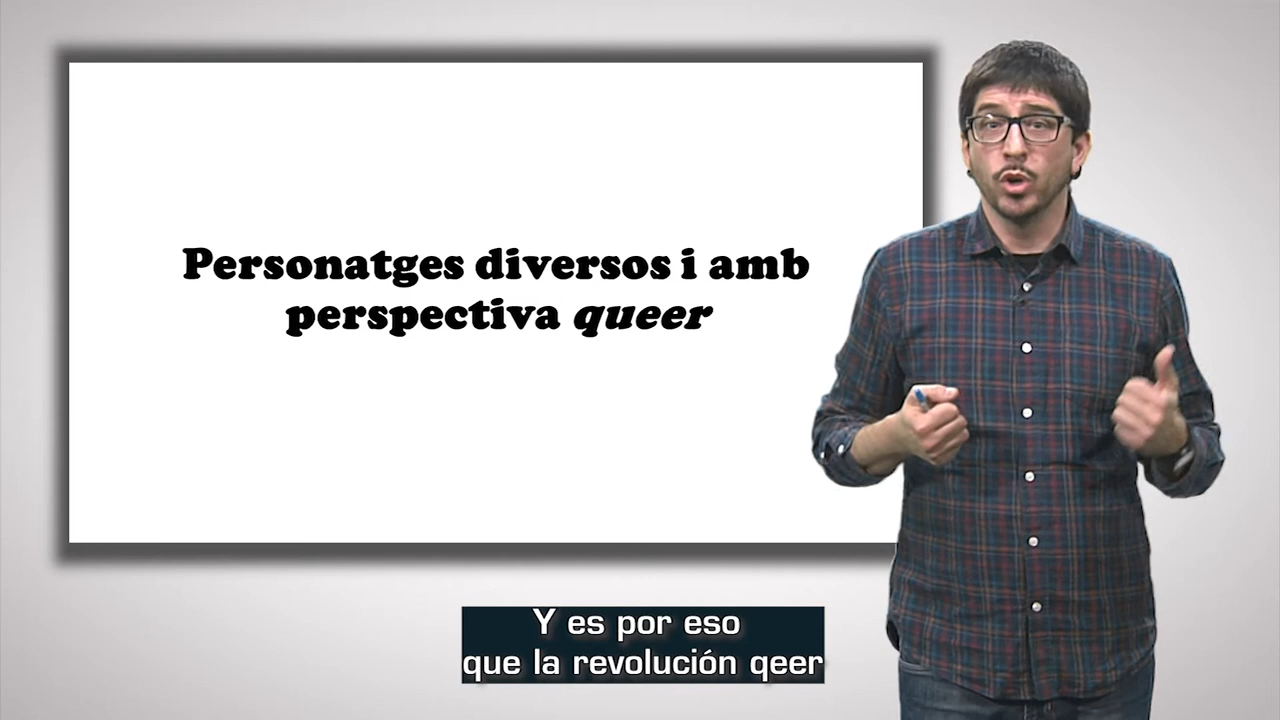 Personatges diversos i amb
perspectiva queer
Y es por eso
que la revolución qeer